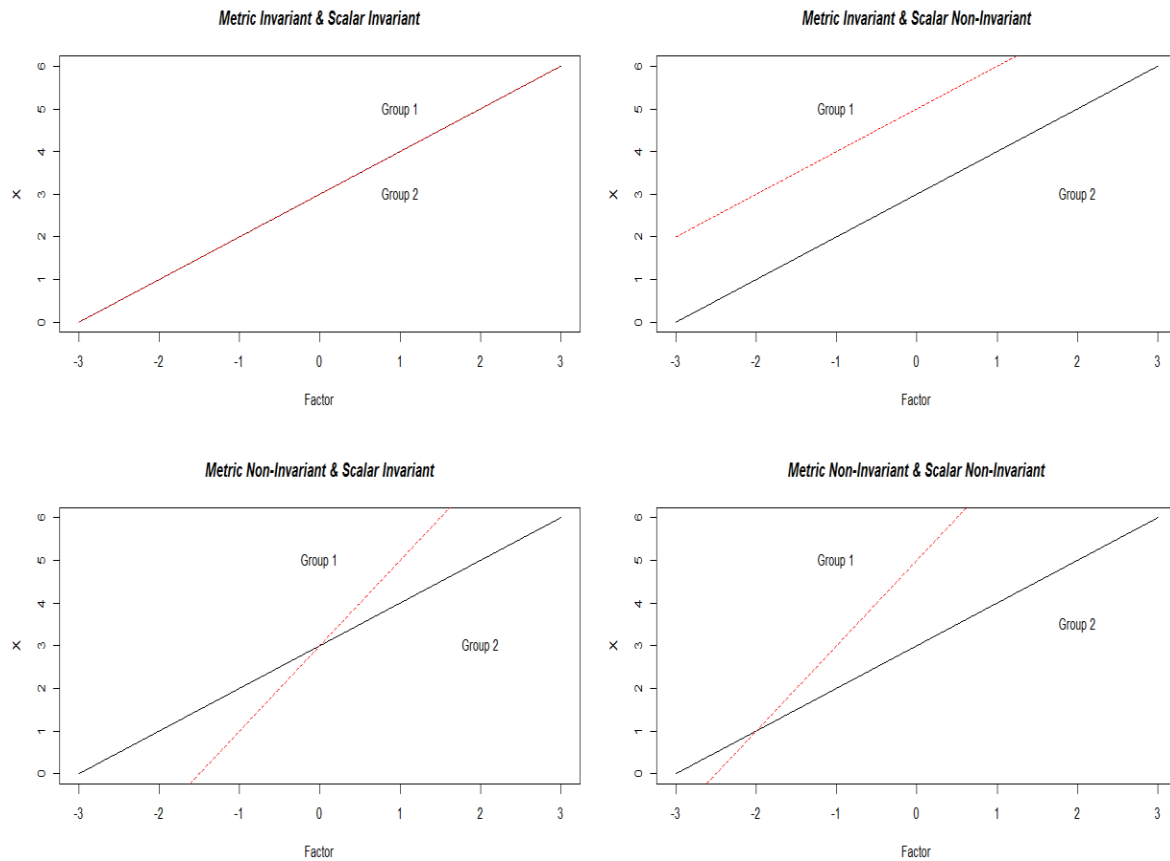 Metric Invariant & Scalar Invariant
Group 1
Group 2
X
0
1
2
3
4
5
6
-3
-2
-1
0
1
2
3
Factor
Metric Invariant & Scalar Non-Invariant
Group 1
Group 2
X
0
1
2
3
4
5
6
-3
-2
-1
0
1
2
3
Factor
Metric Non-Invariant & Scalar Invariant
Group 1
Group 2
X
0
1
2
3
4
5
6
-3
-2
-1
0
1
2
3
Factor
Metric Non-Invariant & Scalar Non-Invariant
Group 1
Group 2
X
0
1
2
3
4
5
6
-3
-2
-1
0
1
2
3
Factor